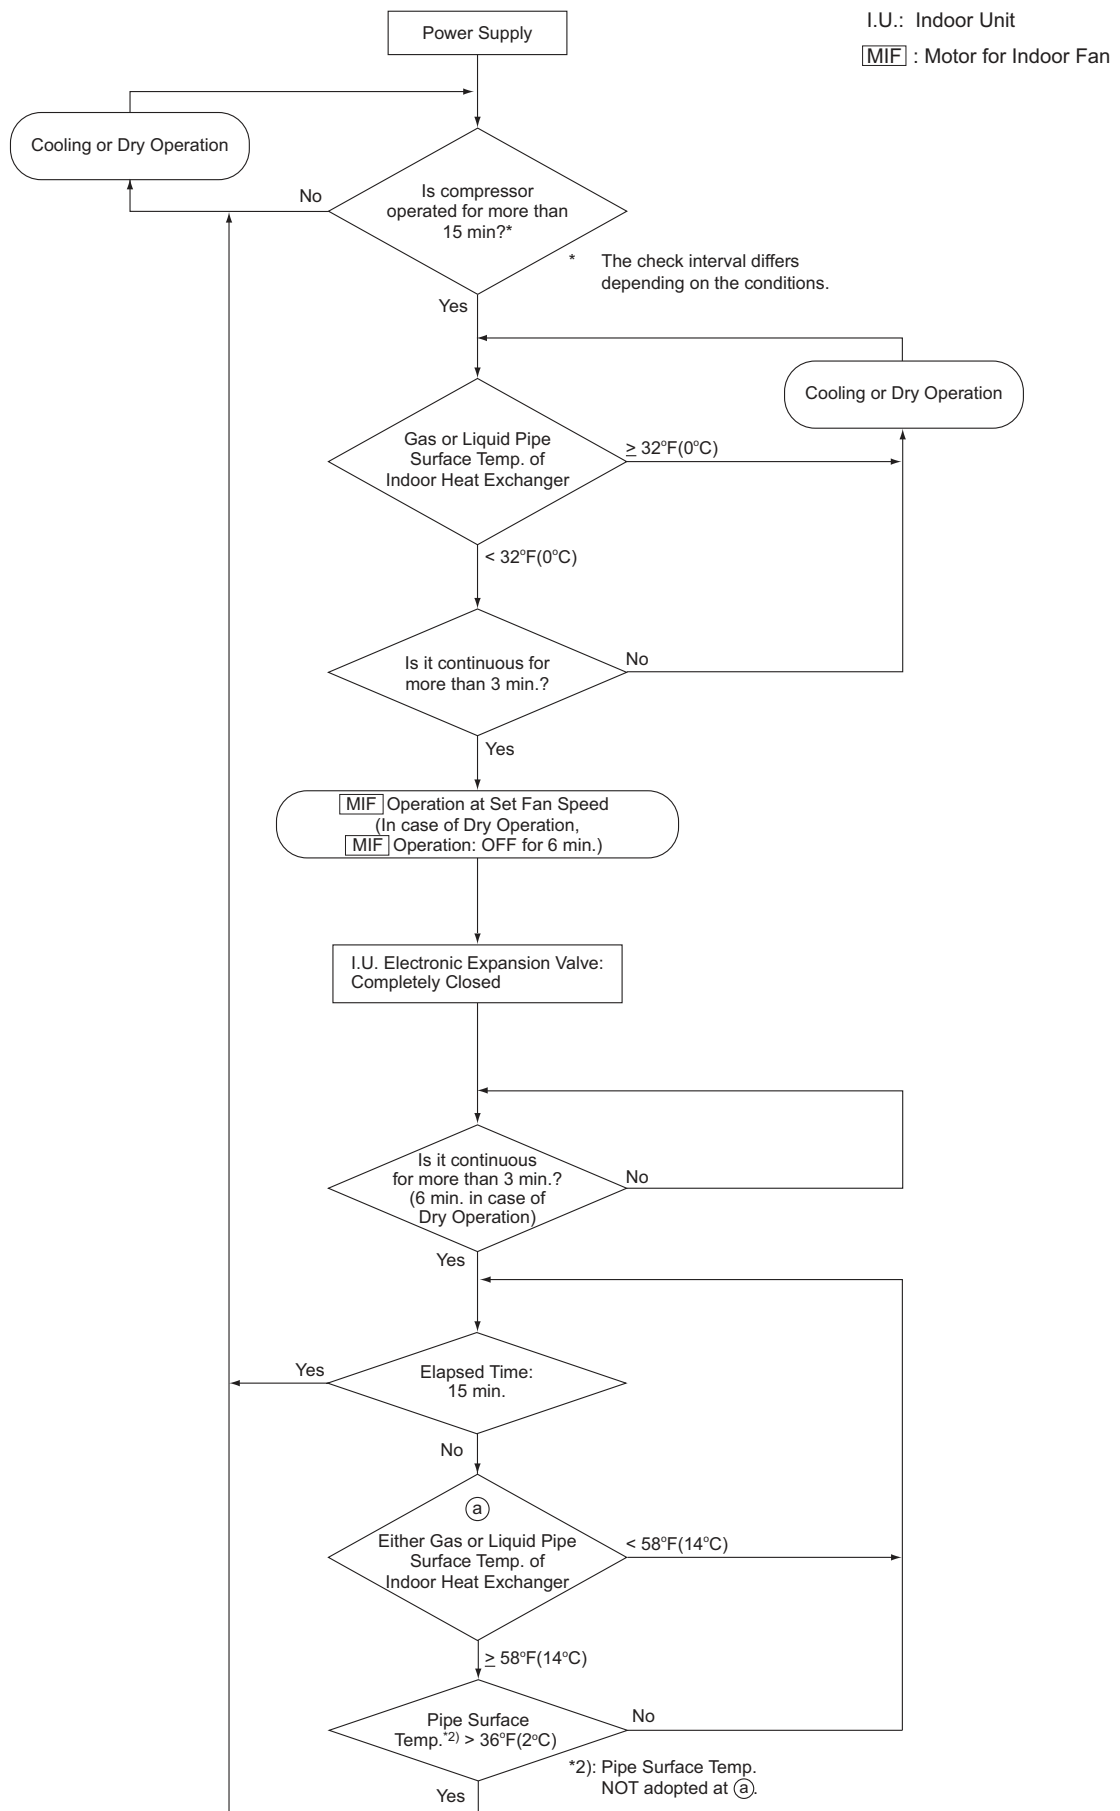 Power Supply
I.U.: Indoor Unit
MIF : Motor for Indoor Fan
Cooling or Dry Operation
No
Is compressor
operated for more than
15 min?*
* The check interval differs
depending on the conditions.
Yes
Cooling or Dry Operation
Gas or Liquid Pipe
Surface Temp. of
Indoor Heat Exchanger
≥ 32°F(0°C)
< 32°F(0°C)
Is it continuous for
more than 3 min.?
No
Yes
MIF Operation at Set Fan Speed
(In case of Dry Operation,
MIF Operation: OFF for 6 min.)
I.U. Electronic Expansion Valve:
Completely Closed
Is it continuous
for more than 3 min.?
(6 min. in case of
Dry Operation)
No
Yes
Yes
Elapsed Time:
15 min.
No
ⓐ
Either Gas or Liquid Pipe
Surface Temp. of
Indoor Heat Exchanger
< 58°F(14°C)
≥ 58°F(14°C)
Pipe Surface
Temp.*2) > 36°F(2°C)
No
*2): Pipe Surface Temp.
NOT adopted at ⓐ.
Yes